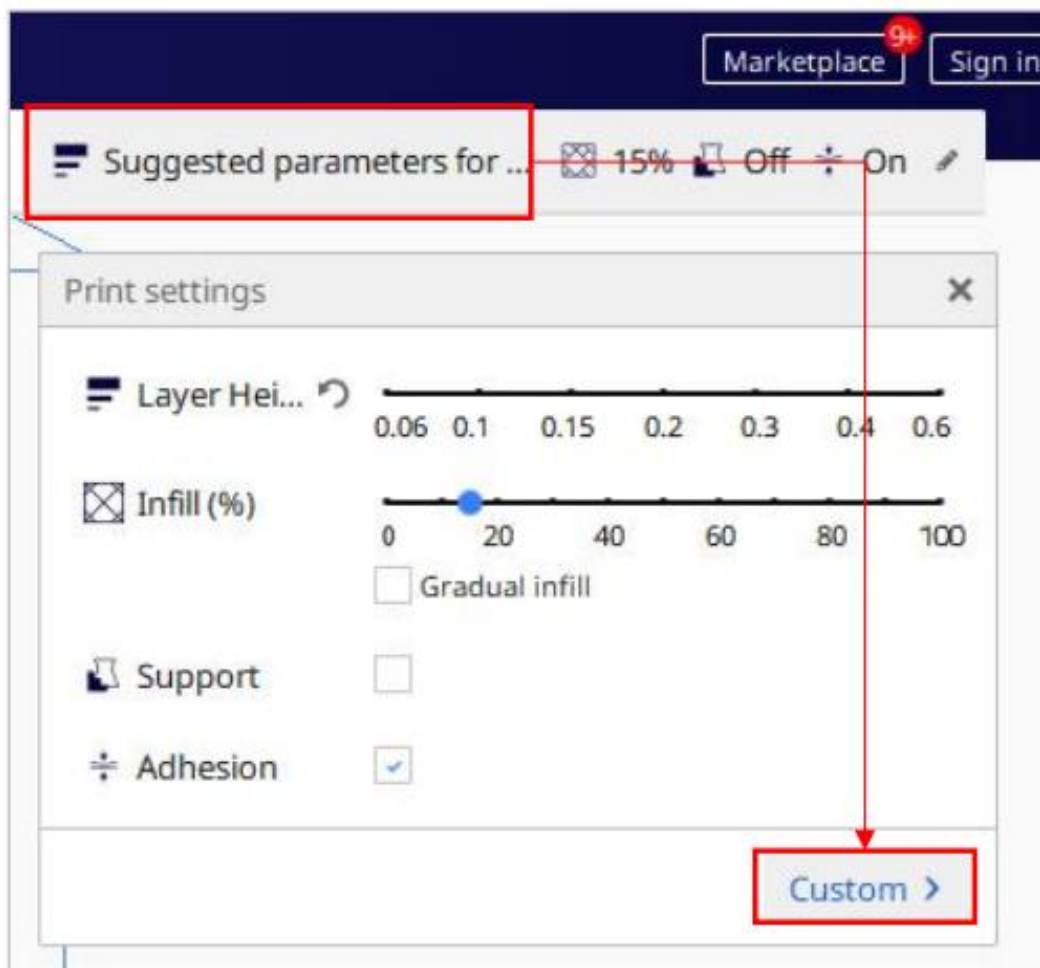 Marketplace 9+ Sign in
Suggested parameters for ... 15% Off On
Print settings
Layer Hei...
0.06 0.1 0.15 0.2 0.3 0.4 0.6
Infill (%)
0 20 40 60 80 100
Gradual infill
Support
Adhesion
Custom